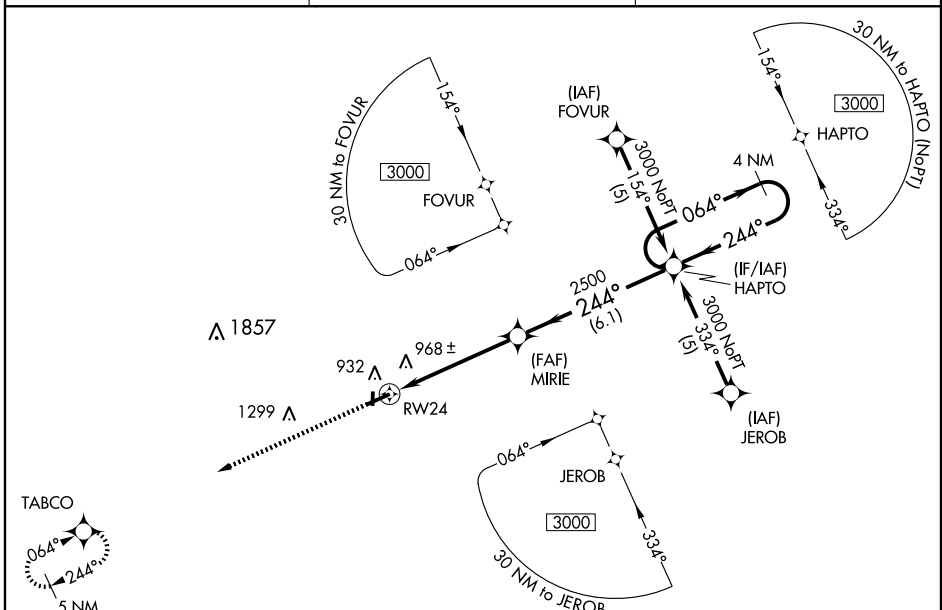 30 NM to FOVUR
154°
3000
FOVUR
064°
(IAF)
FOVUR
3000 NoPT
154°
(5)
4 NM
064°
244°
30 NM to HAPTO (NoPT)
154°
3000
HAPTO
334°
(IF/IAF)
HAPTO
2500
244°
(6.1)
3000 NoPT
334°
(5)
(IAF)
JEROB
(FAF)
MIRIE
1857
932
968 ±
RW24
1299
064°
JEROB
3000
334°
30 NM to JEROB
TABCO
064°
244°
5 NM